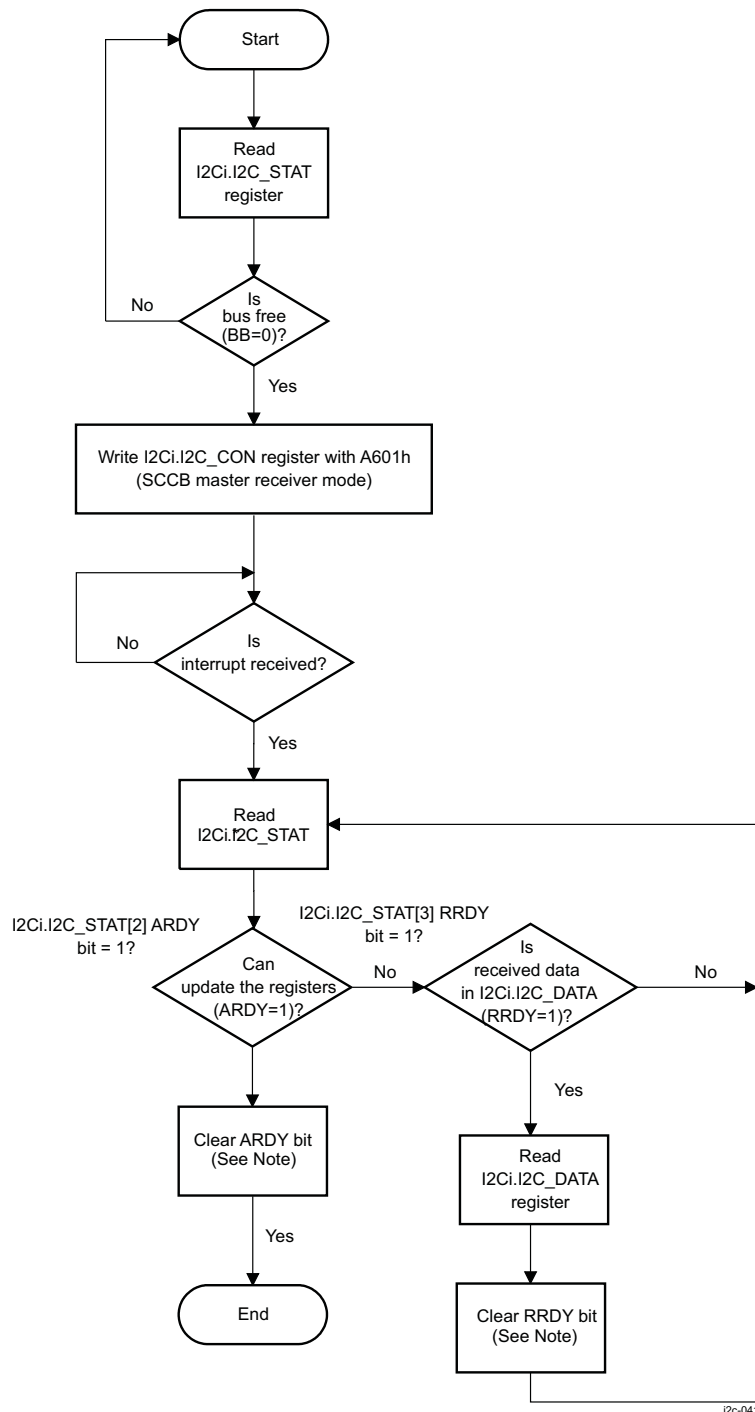 Start
Read
I2Ci.I2C_STAT
register
Is
bus free
(BB=0)?
No
Yes
Write I2Ci.I2C_CON register with A601h
(SCCB master receiver mode)
Is
interrupt received?
No
Yes
Read
I2Ci.I2C_STAT
I2Ci.I2C_STAT[2] ARDY
bit = 1?
I2Ci.I2C_STAT[3] RRDY
bit = 1?
Can
update the registers
(ARDY=1)?
No
Is
received data
in I2Ci.I2C_DATA
(RRDY=1)?
No
Yes
Clear ARDY bit
(See Note)
Read
I2Ci.I2C_DATA
register
Yes
End
Clear RRDY bit
(See Note)